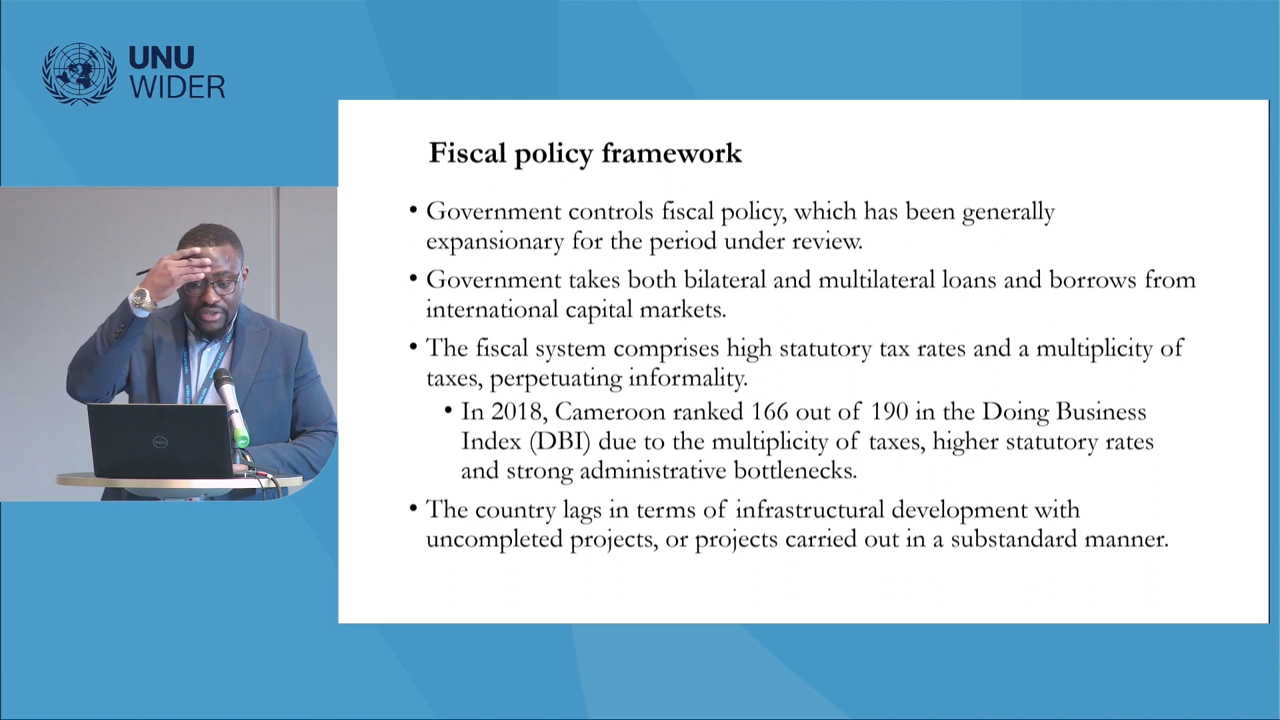 UNU
WIDER
Fiscal policy framework
• Government controls fiscal policy, which has been generally
expansionary for the period under review.
• Government takes both bilateral and multilateral loans and borrows from
international capital markets.
• The fiscal system comprises high statutory tax rates and a multiplicity of
taxes, perpetuating informality.
• In 2018, Cameroon ranked 166 out of 190 in the Doing Business
Index (DBI) due to the multiplicity of taxes, higher statutory rates
and strong administrative bottlenecks.
• The country lags in terms of infrastructural development with
uncompleted projects, or projects carried out in a substandard manner.
DELL